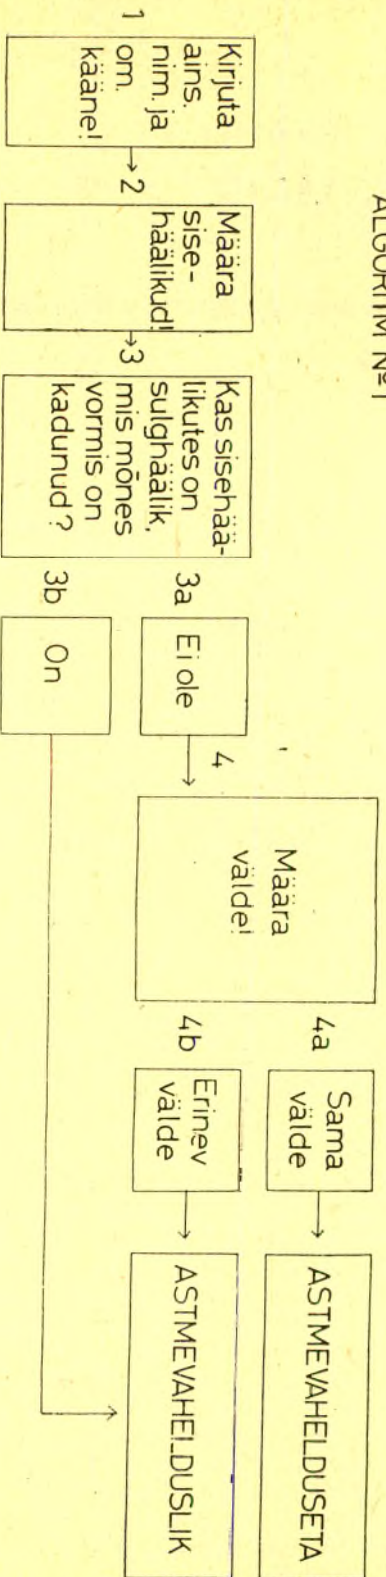 ALGORITM №1
1
Kirjuta
ains.
nim. ja
om.
kääne!
2
Määra
sise-
häälikud!
3
Kas sisehää-
likutes on
sulghäälik,
mis mõnes
vormis on
kadunud?
3a
Ei ole
3b
On
4
Määra
välde!
4a
Sama
välde
ASTMEVAHELDUSETA
4b
Erinev
välde
ASTMEVAHELDUSLIK